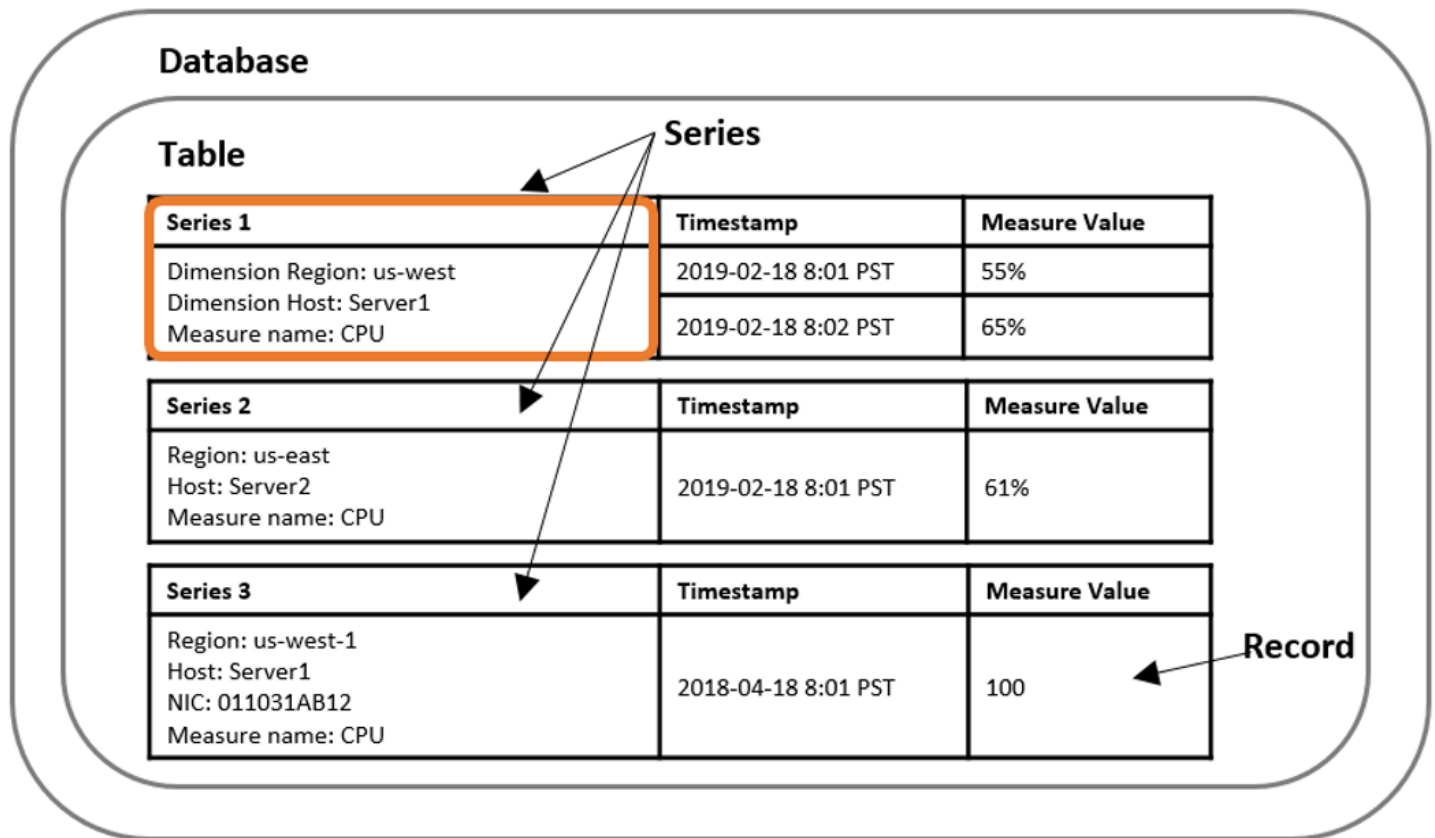 Database
Table
Series
Series 1
Timestamp
Measure Value
Dimension Region: us-west
Dimension Host: Server1
Measure name: CPU
2019-02-18 8:01 PST
55%
2019-02-18 8:02 PST
65%
Series 2
Timestamp
Measure Value
Region: us-east
Host: Server2
Measure name: CPU
2019-02-18 8:01 PST
61%
Series 3
Timestamp
Measure Value
Region: us-west-1
Host: Server1
NIC: 011031AB12
Measure name: CPU
2018-04-18 8:01 PST
100
Record